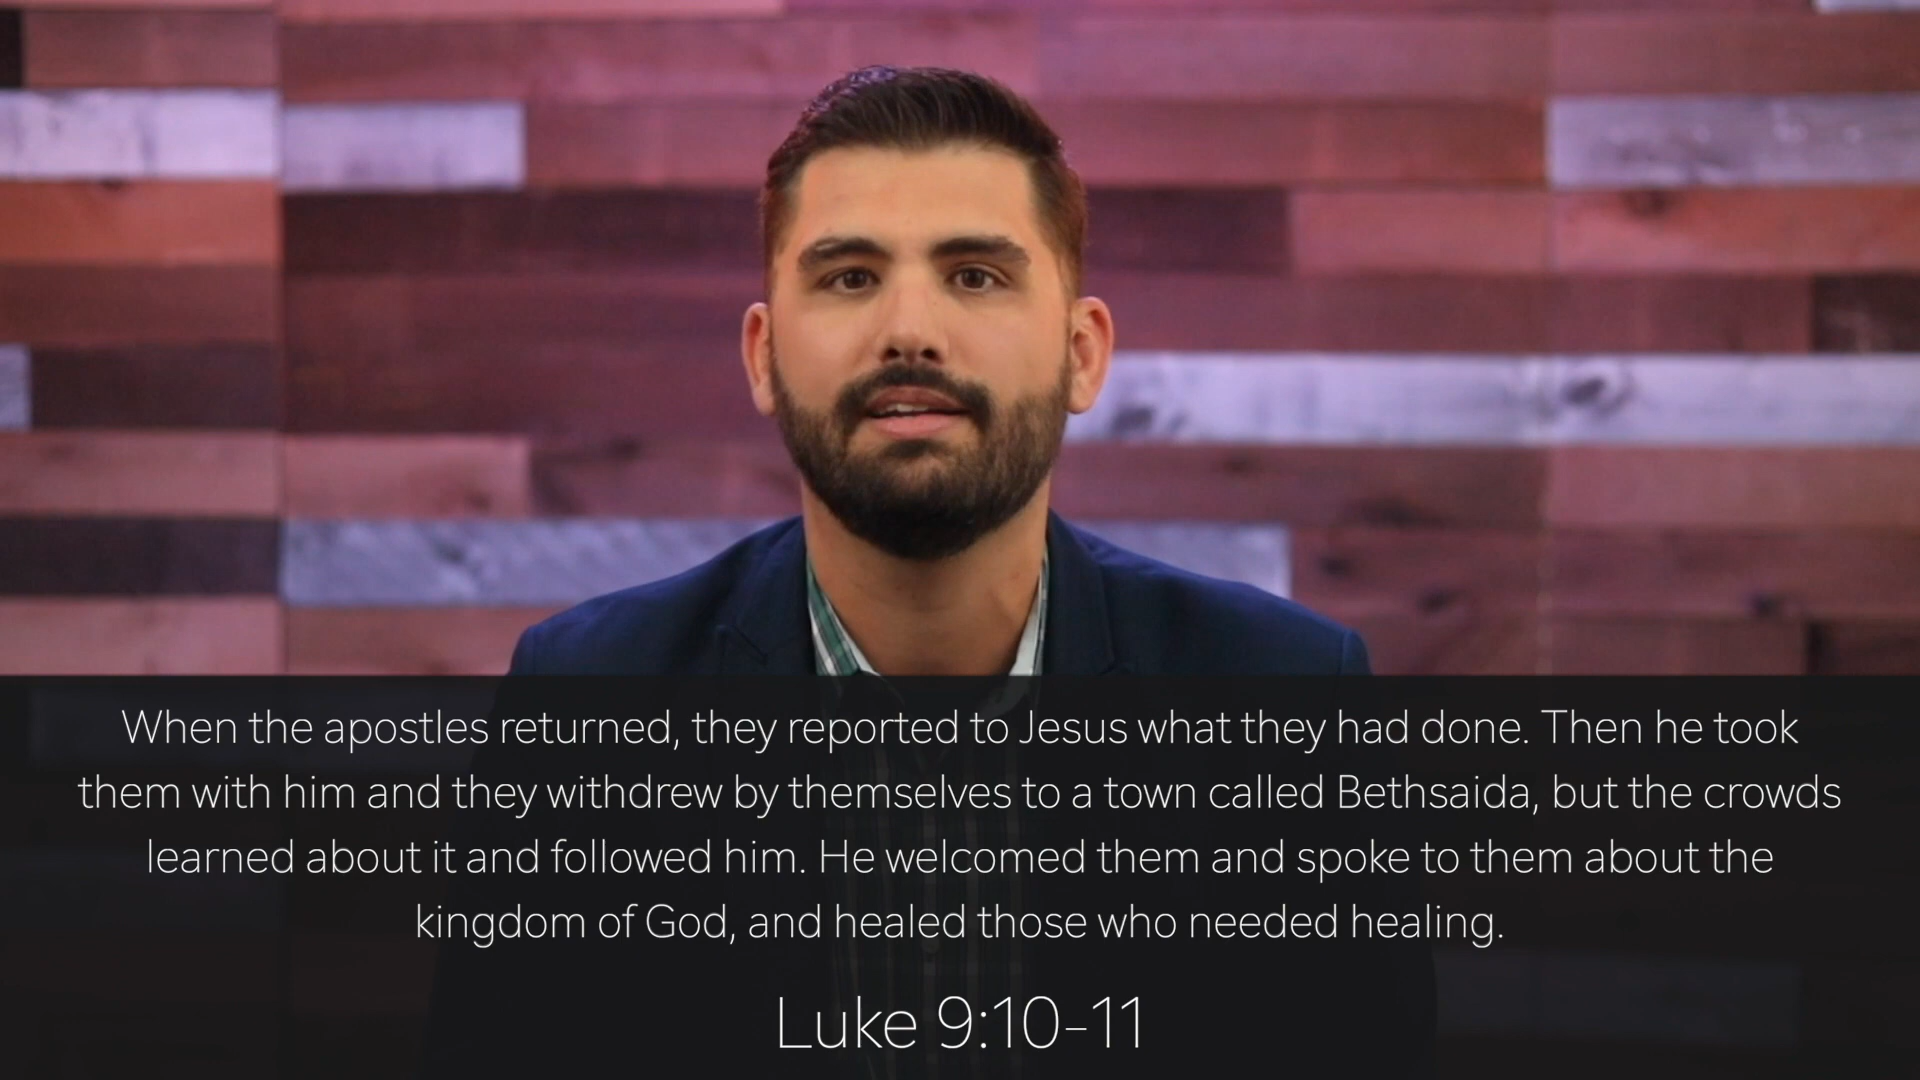 When the apostles returned, they reported to Jesus what they had done. Then he took
them with him and they withdrew by themselves to a town called Bethsaida, but the crowds
learned about it and followed him. He welcomed them and spoke to them about the
kingdom of God, and healed those who needed healing.
Luke 9:10-11